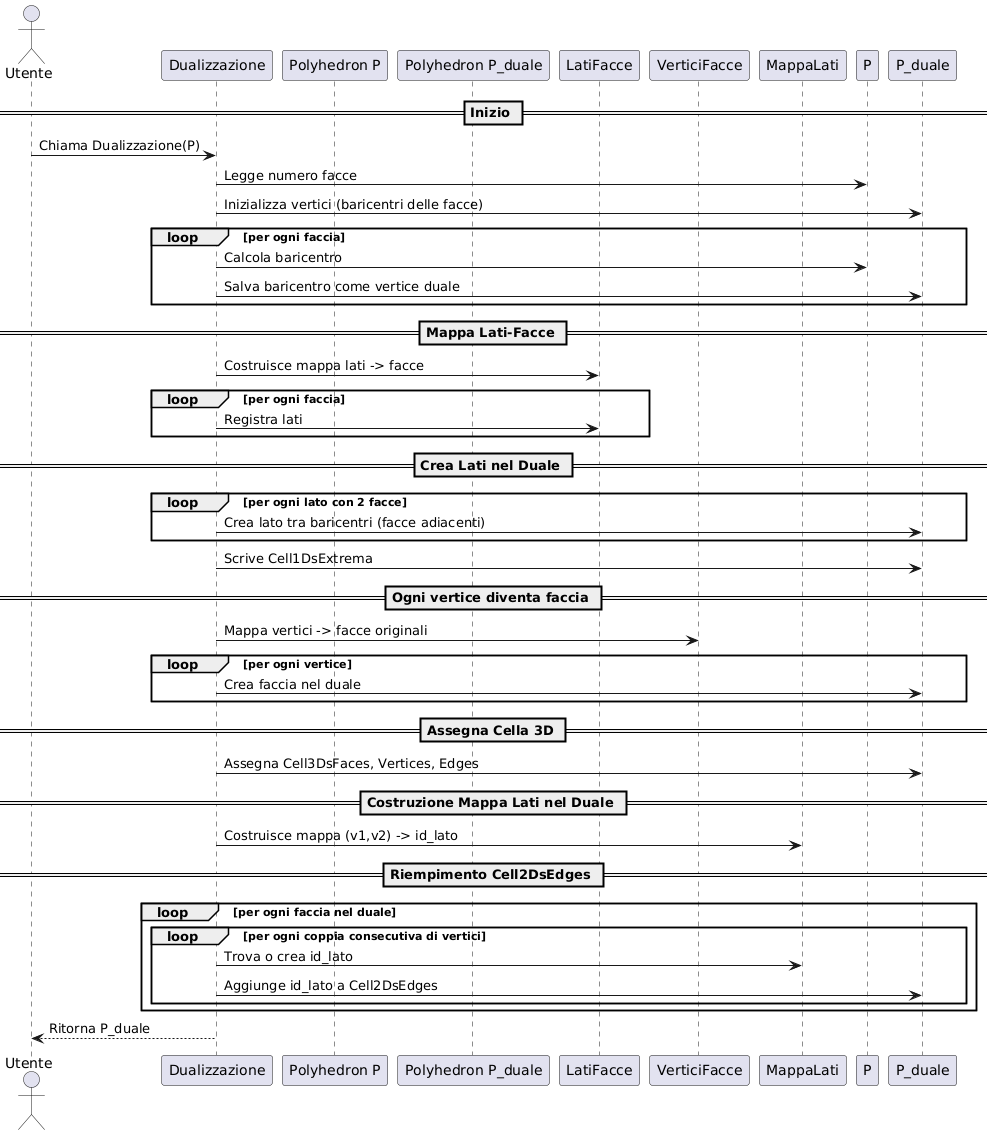 Utente
Dualizzazione
Polyhedron P
Polyhedron P_duale
LatiFacce
VerticiFacce
MappaLati
P
P_duale
Inizio
Chiama Dualizzazione(P)
Legge numero facce
Inizializza vertici (baricentri delle facce)
loop [per ogni faccia]
Calcola baricentro
Salva baricentro come vertice duale
Mappa Lati-Facce
Costruisce mappa lati -> facce
loop [per ogni faccia]
Registra lati
Crea Lati nel Duale
loop [per ogni lato con 2 facce]
Crea lato tra baricentri (facce adiacenti)
Scrive Cell1DsExtrema
Ogni vertice diventa faccia
Mappa vertici -> facce originali
loop [per ogni vertice]
Crea faccia nel duale
Assegna Cella 3D
Assegna Cell3DsFaces, Vertices, Edges
Costruzione Mappa Lati nel Duale
Costruisce mappa (v1,v2) -> id_lato
Riempimento Cell2DsEdges
loop [per ogni faccia nel duale]
loop [per ogni coppia consecutiva di vertici]
Trova o crea id_lato
Aggiunge id_lato a Cell2DsEdges
Ritorna P_duale
Utente
Dualizzazione
Polyhedron P
Polyhedron P_duale
LatiFacce
VerticiFacce
MappaLati
P
P_duale